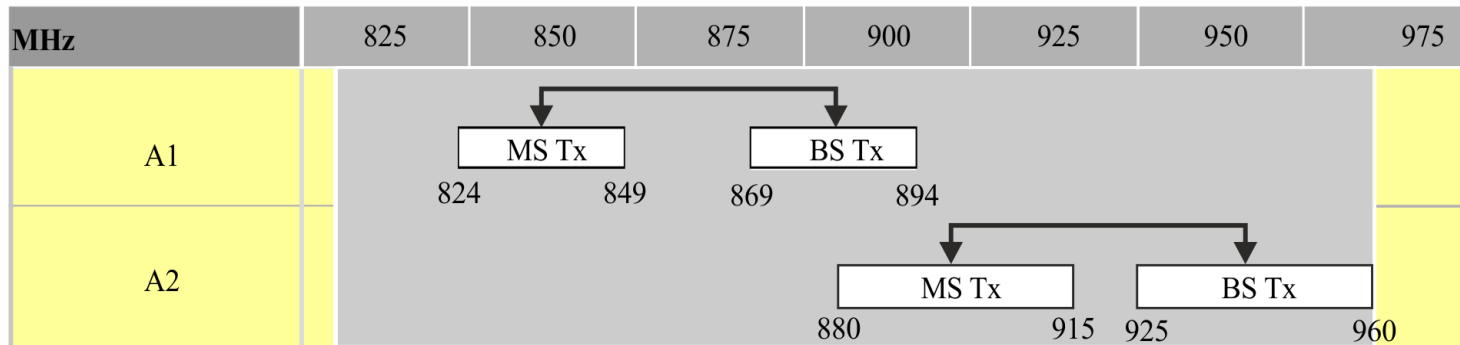 MHz 825 850 875 900 925 950 975
A1 MS Tx BS Tx
824 849 869 894
A2 MS Tx BS Tx
880 915 925 960